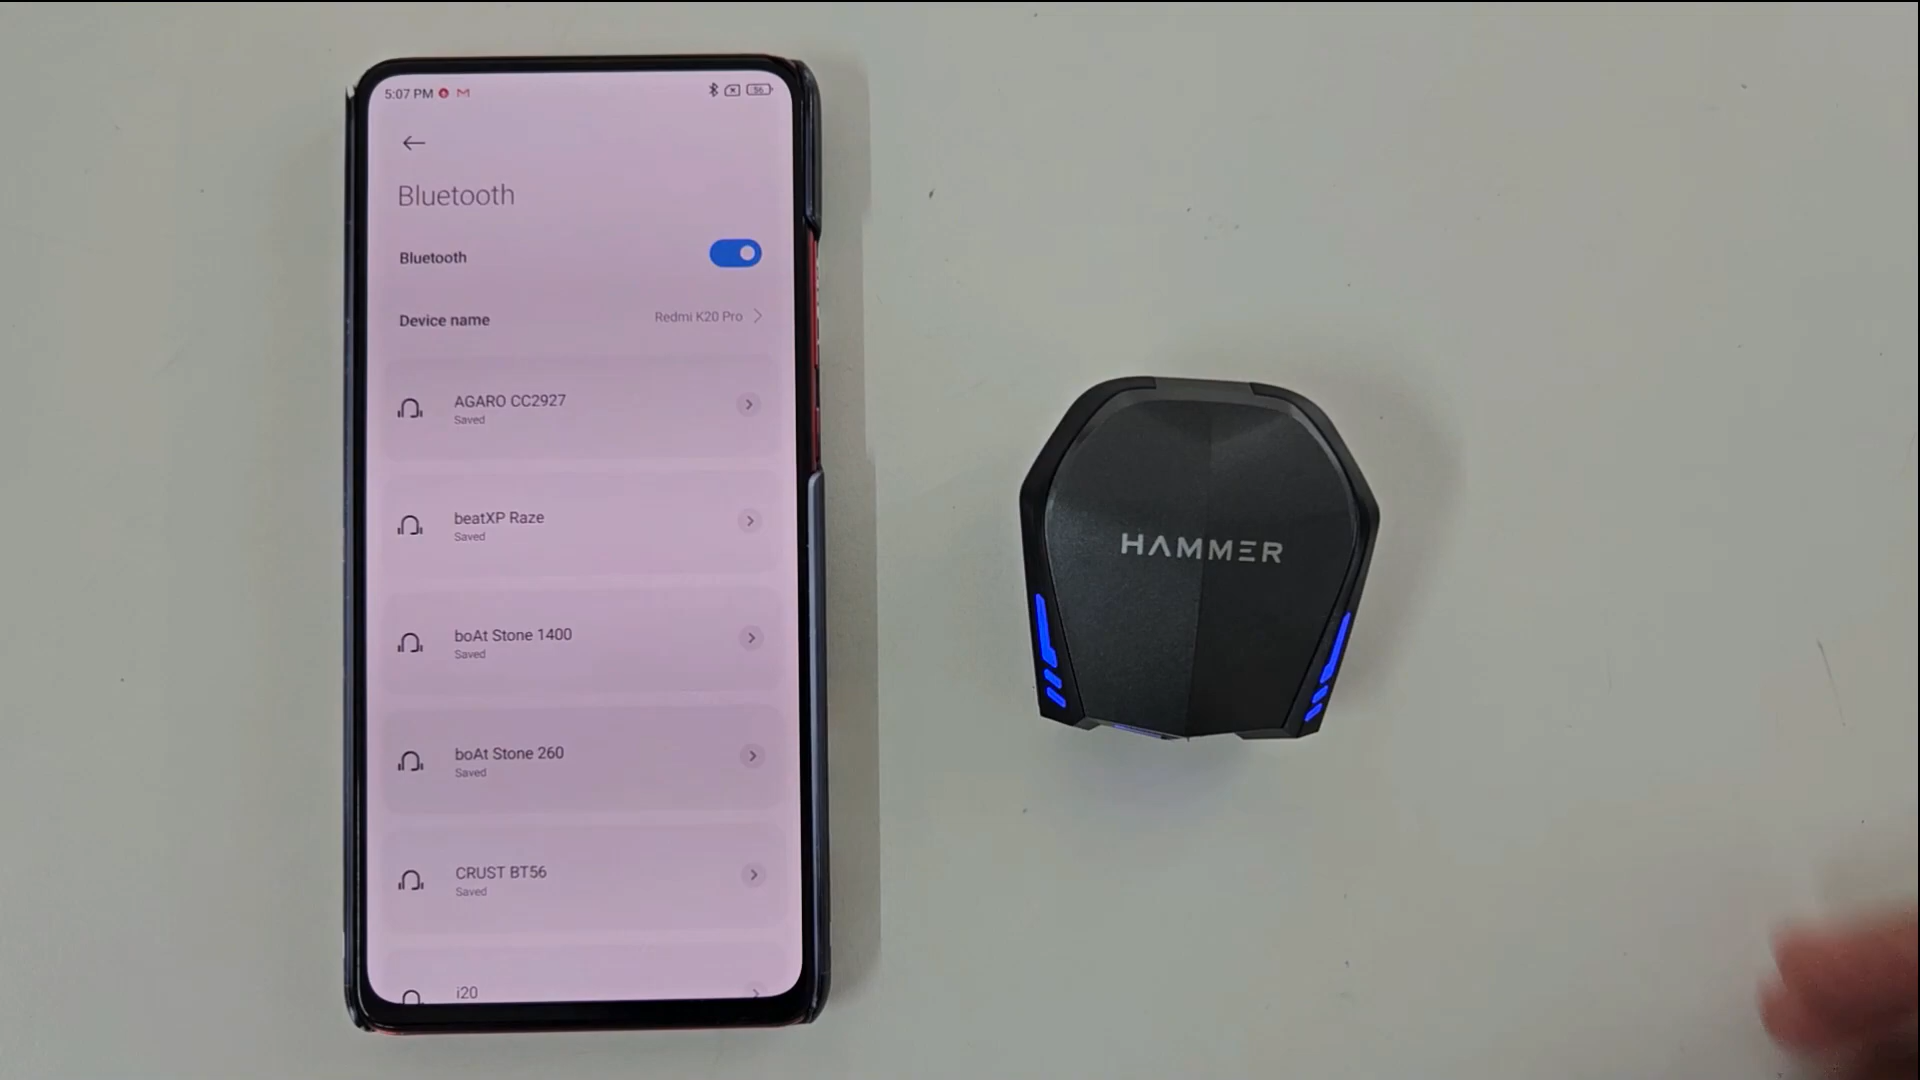 5:07 PM
56
Bluetooth
Bluetooth
Device name
Redmi K20 Pro
AGARO CC2927
Saved
beatXP Raze
Saved
boAt Stone 1400
Saved
boAt Stone 260
Saved
CRUST BT56
Saved
i20
HAMMER